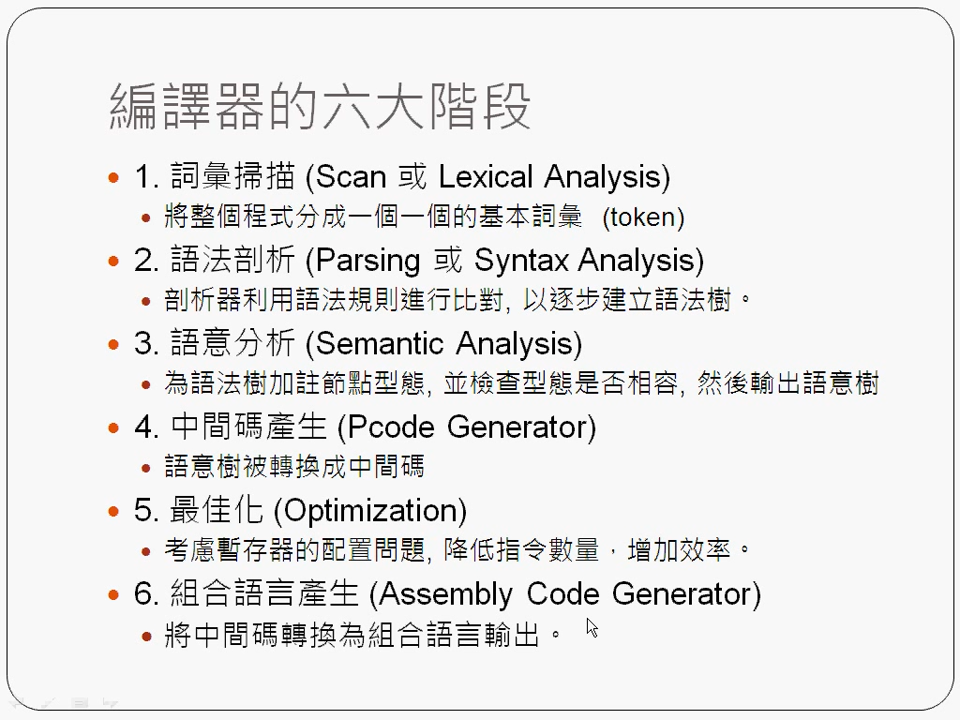 編譯器的六大階段
1. 詞彙掃描 (Scan 或 Lexical Analysis)
將整個程式分成一個一個的基本詞彙 (token)
2. 語法剖析 (Parsing 或 Syntax Analysis)
剖析器利用語法規則進行比對, 以逐步建立語法樹。
3. 語意分析 (Semantic Analysis)
為語法樹加註節點型態, 並檢查型態是否相容, 然後輸出語意樹
4. 中間碼產生 (Pcode Generator)
語意樹被轉換成中間碼
5. 最佳化 (Optimization)
考慮暫存器的配置問題, 降低指令數量，增加效率。
6. 組合語言產生 (Assembly Code Generator)
將中間碼轉換為組合語言輸出。